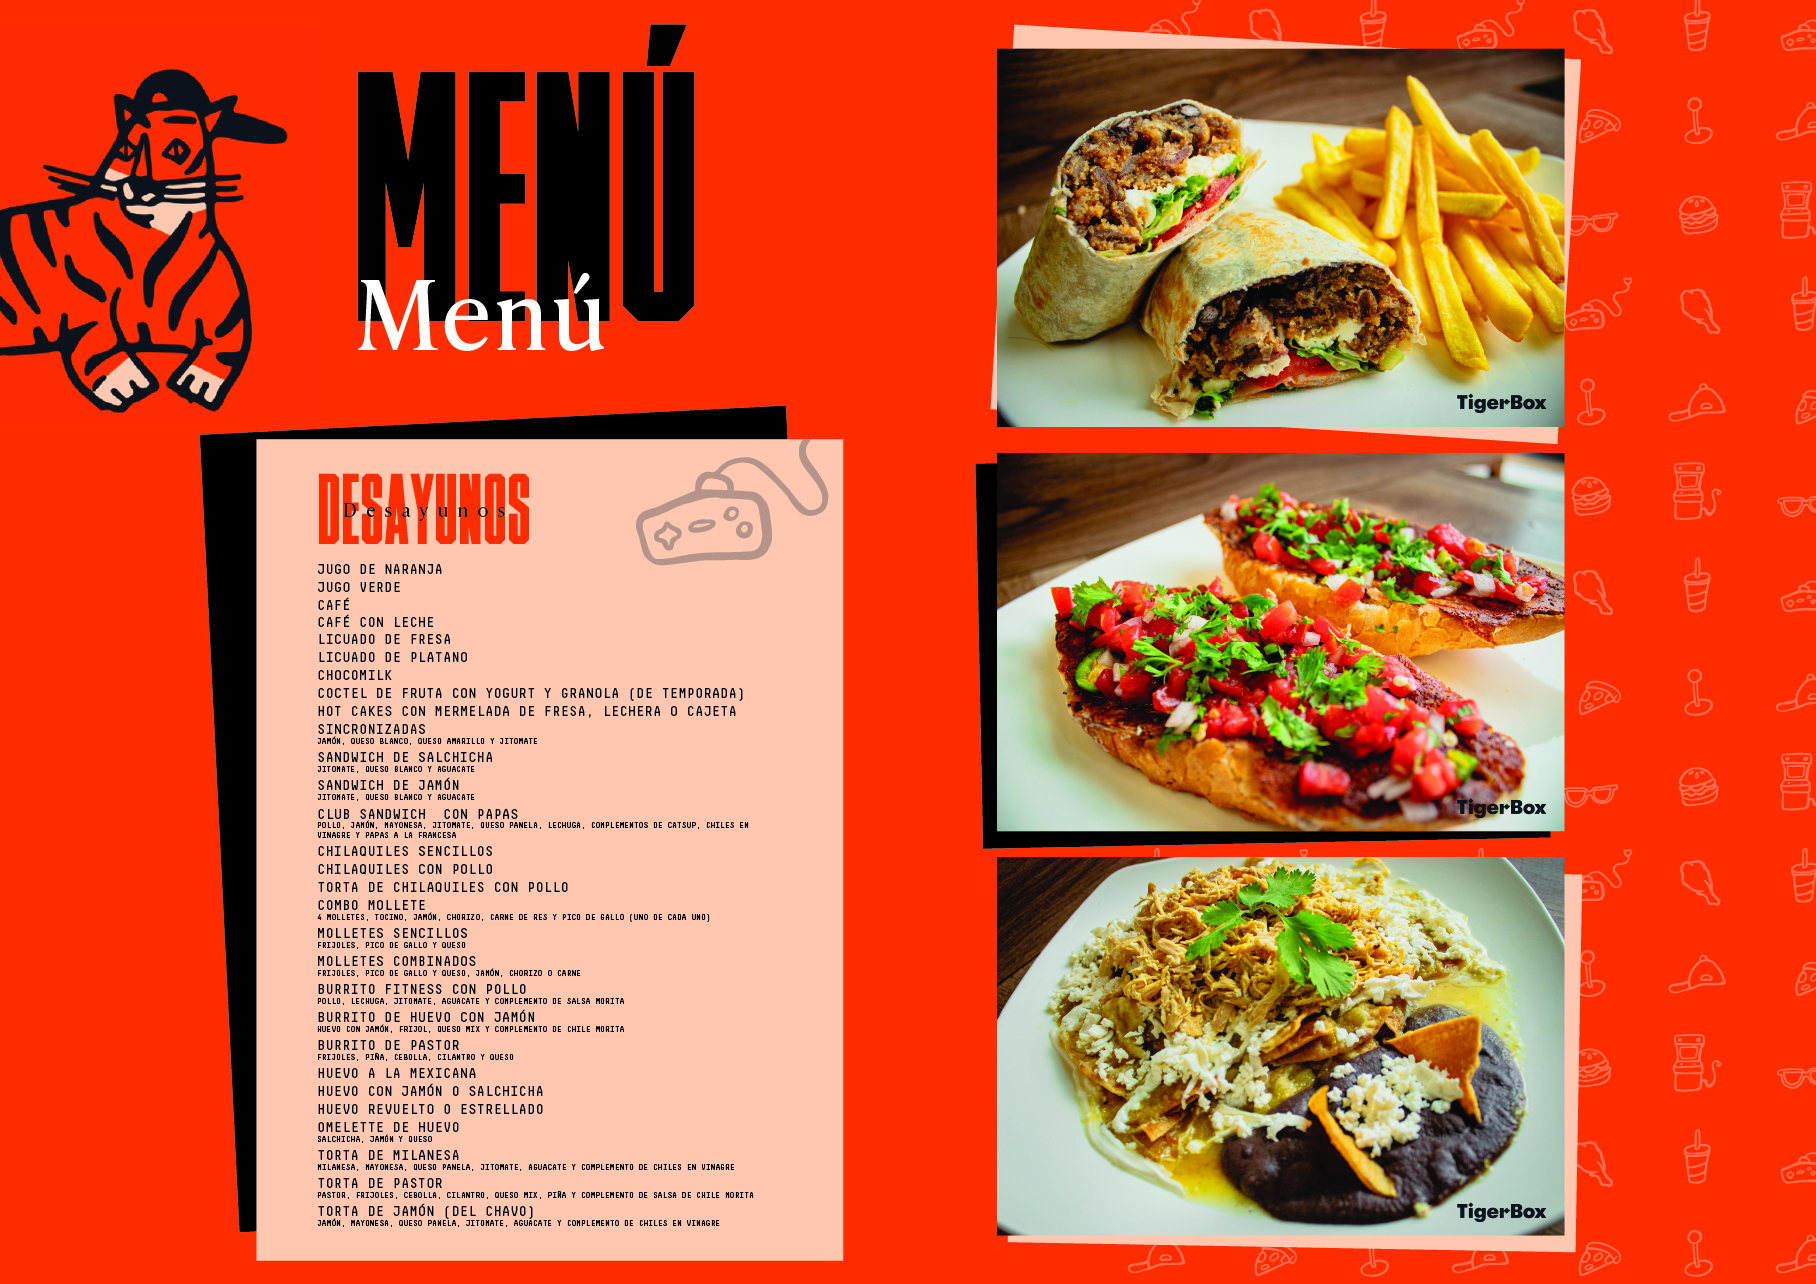 MENÚ
Menú
DESAYUNOS
Desayunos
JUGO DE NARANJA
JUGO VERDE
CAFÉ
CAFÉ CON LECHE
LICUADO DE FRESA
LICUADO DE PLATANO
CHOCOMILK
COCTEL DE FRUTA CON YOGURT Y GRANOLA (DE TEMPORADA)
HOT CAKES CON MERMELADA DE FRESA, LECHERA O CAJETA
SINCRONIZADAS
JAMÓN, QUESO BLANCO, QUESO AMARILLO Y JITOMATE
SANDWICH DE SALCHICHA
JITOMATE, QUESO BLANCO Y AGUACATE
SANDWICH DE JAMÓN
JITOMATE, QUESO BLANCO Y AGUACATE
CLUB SANDWICH CON PAPAS
POLLO, JAMÓN, MAYONESA, JITOMATE, QUESO PANELA, LECHUGA, COMPLEMENTOS DE CATSUP, CHILES EN
VINAGRE Y PAPAS A LA FRANCESA
CHILAQUILES SENCILLOS
CHILAQUILES CON POLLO
TORTA DE CHILAQUILES CON POLLO
COMBO MOLLETE
4 MOLLETES, TOCINO, JAMÓN, CHORIZO, CARNE DE RES Y PICO DE GALLO (UNO DE CADA UNO)
MOLLETES SENCILLOS
FRIJOLES, PICO DE GALLO Y QUESO
MOLLETES COMBINADOS
FRIJOLES, PICO DE GALLO Y QUESO, JAMÓN, CHORIZO O CARNE
BURRITO FITNESS CON POLLO
POLLO, LECHUGA, JITOMATE, AGUACATE Y COMPLEMENTO DE SALSA MORITA
BURRITO DE HUEVO CON JAMÓN
HUEVO CON JAMÓN, FRIJOL, QUESO MIX Y COMPLEMENTO DE CHILE MORITA
BURRITO DE PASTOR
FRIJOLES, PIÑA, CEBOLLA, CILANTRO Y QUESO
HUEVO A LA MEXICANA
HUEVO CON JAMÓN O SALCHICHA
HUEVO REVUELTO O ESTRELLADO
OMELETTE DE HUEVO
SALCHICHA, JAMÓN Y QUESO
TORTA DE MILANESA
MILANESA, MAYONESA, QUESO PANELA, JITOMATE, AGUACATE Y COMPLEMENTO DE CHILES EN VINAGRE
TORTA DE PASTOR
PASTOR, FRIJOLES, CEBOLLA, CILANTRO, QUESO MIX, PIÑA Y COMPLEMENTO DE SALSA DE CHILE MORITA
TORTA DE JAMÓN (DEL CHAVO)
JAMÓN, MAYONESA, QUESO PANELA, JITOMATE, AGUACATE Y COMPLEMENTO DE CHILES EN VINAGRE
TigerBox
TigerBox
TigerBox